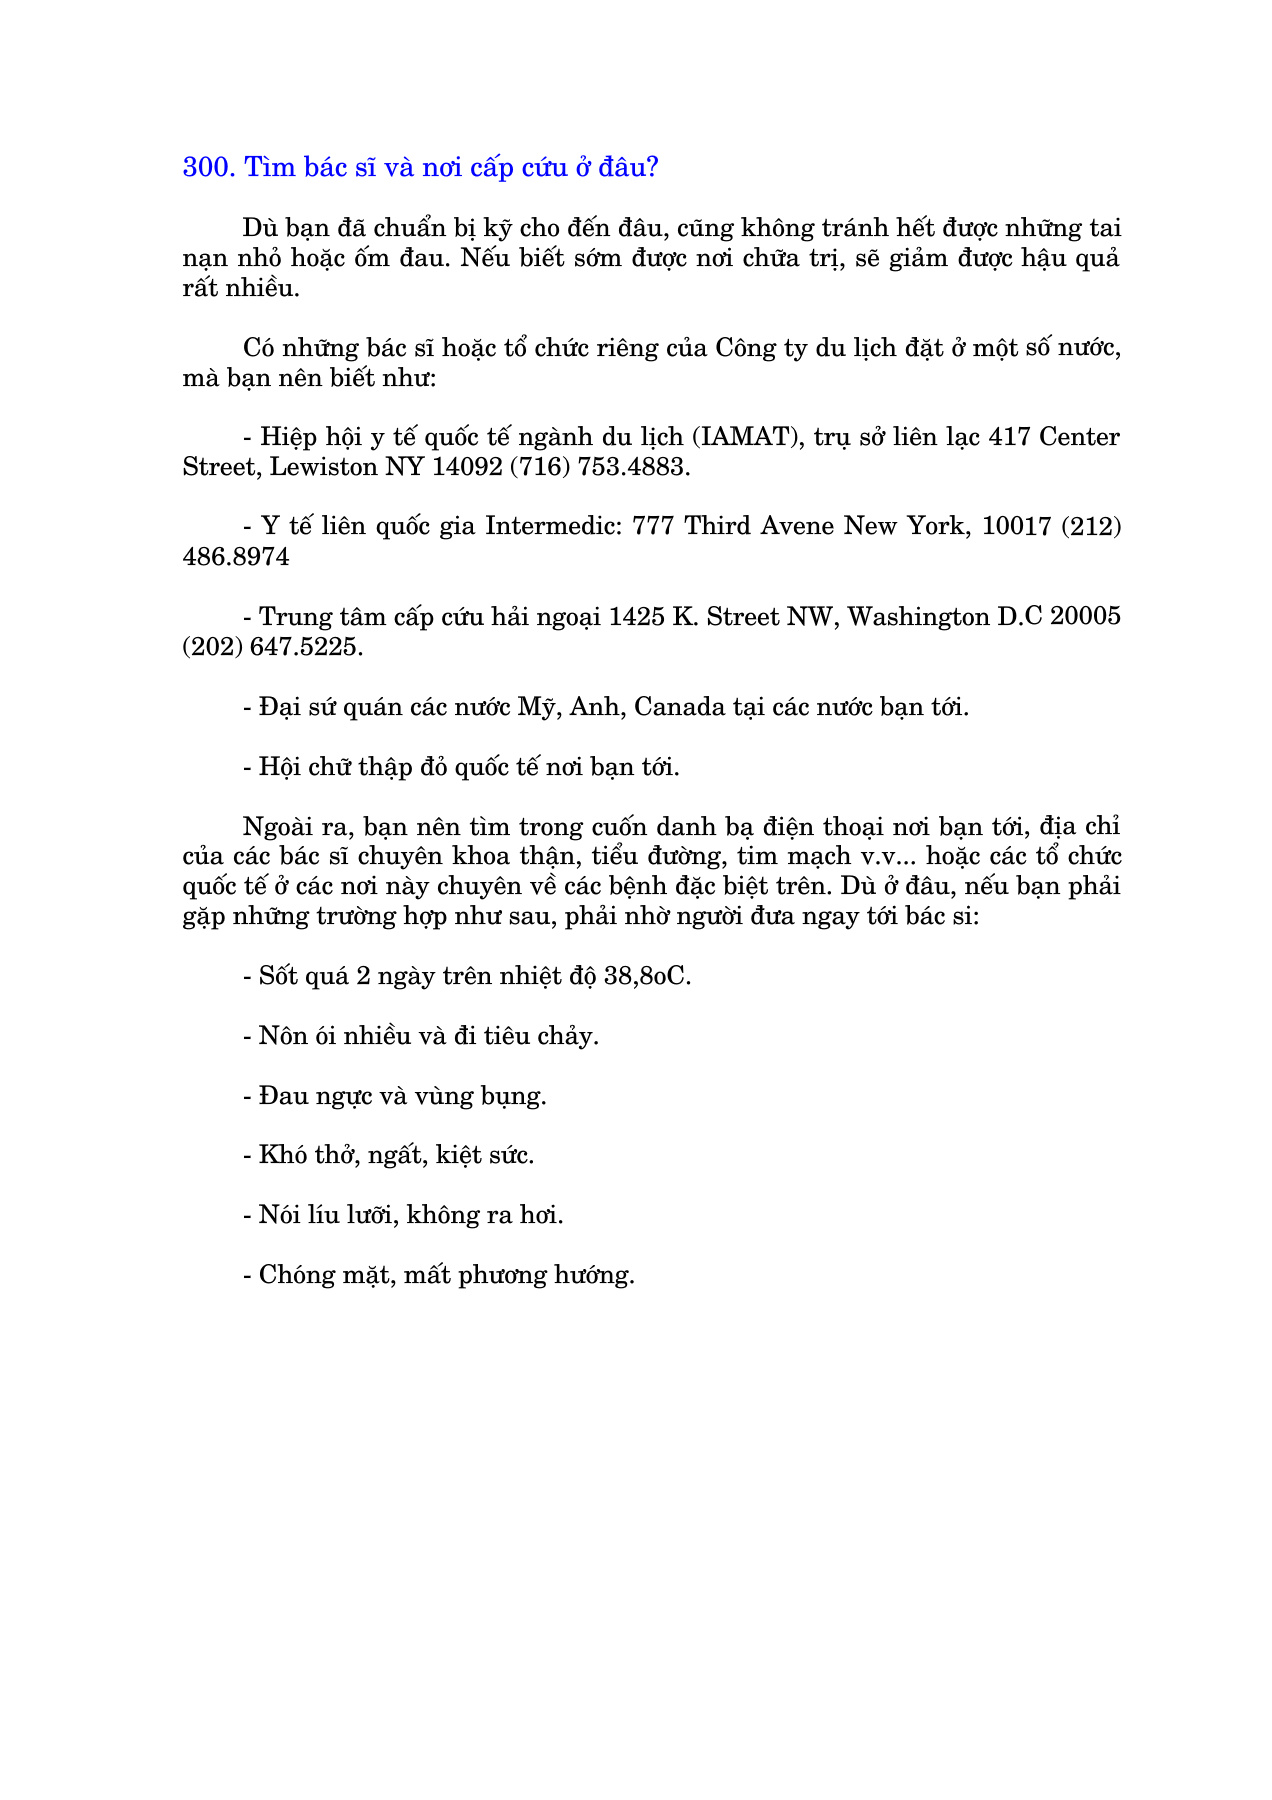 300. Tìm bác sĩ và nơi cấp cứu ở đâu?
Dù bạn đã chuẩn bị kỹ cho đến đâu, cũng không tránh hết được những tai
nạn nhỏ hoặc ốm đau. Nếu biết sớm được nơi chữa trị, sẽ giảm được hậu quả
rất nhiều.
Có những bác sĩ hoặc tổ chức riêng của Công ty du lịch đặt ở một số nước,
mà bạn nên biết như:
- Hiệp hội y tế quốc tế ngành du lịch (IAMAT), trụ sở liên lạc 417 Center
Street, Lewiston NY 14092 (716) 753.4883.
- Y tế liên quốc gia Intermedic: 777 Third Avene New York, 10017 (212)
486.8974
- Trung tâm cấp cứu hải ngoại 1425 K. Street NW, Washington D.C 20005
(202) 647.5225.
- Đại sứ quán các nước Mỹ, Anh, Canada tại các nước bạn tới.
- Hội chữ thập đỏ quốc tế nơi bạn tới.
Ngoài ra, bạn nên tìm trong cuốn danh bạ điện thoại nơi bạn tới, địa chỉ
của các bác sĩ chuyên khoa thận, tiểu đường, tim mạch v.v... hoặc các tổ chức
quốc tế ở các nơi này chuyên về các bệnh đặc biệt trên. Dù ở đâu, nếu bạn phải
gặp những trường hợp như sau, phải nhờ người đưa ngay tới bác si:
- Sốt quá 2 ngày trên nhiệt độ 38,8oC.
- Nôn ói nhiều và đi tiêu chảy.
- Đau ngực và vùng bụng.
- Khó thở, ngất, kiệt sức.
- Nói líu lưỡi, không ra hơi.
- Chóng mặt, mất phương hướng.